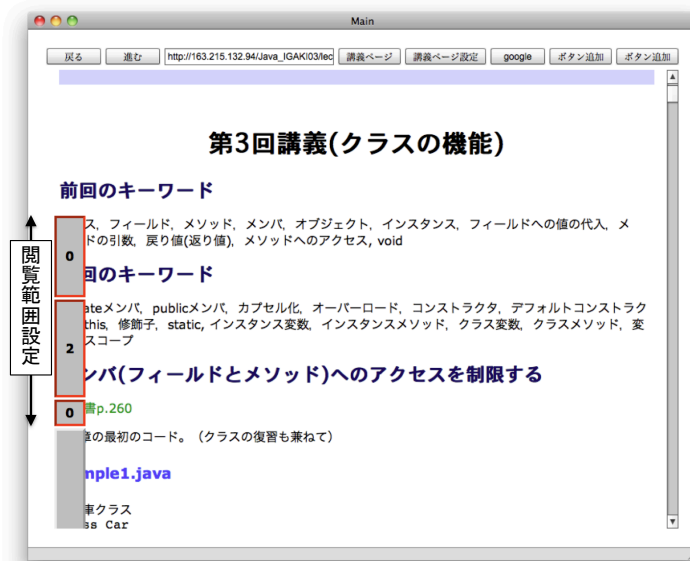 Main
戻る 進む http://163.215.132.94/Java_IGAKI03/lec 講義ページ 講義ページ設定 google ボタン追加 ボタン追加
第3回講義(クラスの機能)
前回のキーワード
ス, フィールド, メソッド, メンバ, オブジェクト, インスタンス, フィールドへの値の代入, メ
ドの引数, 戻り値(返り値), メソッドへのアクセス, void
0
回のキーワード
ateメンバ, publicメンバ, カプセル化, オーバーロード, コンストラクタ, デフォルトコンストラク
this, 修飾子, static, インスタンス変数, インスタンスメソッド, クラス変数, クラスメソッド, 変
スコープ
2
閲覧範囲設定
ンバ(フィールドとメソッド)へのアクセスを制限する
0
書p.260
章の最初のコード。（クラスの復習も兼ねて）
mple1.java
車クラス
ss Car